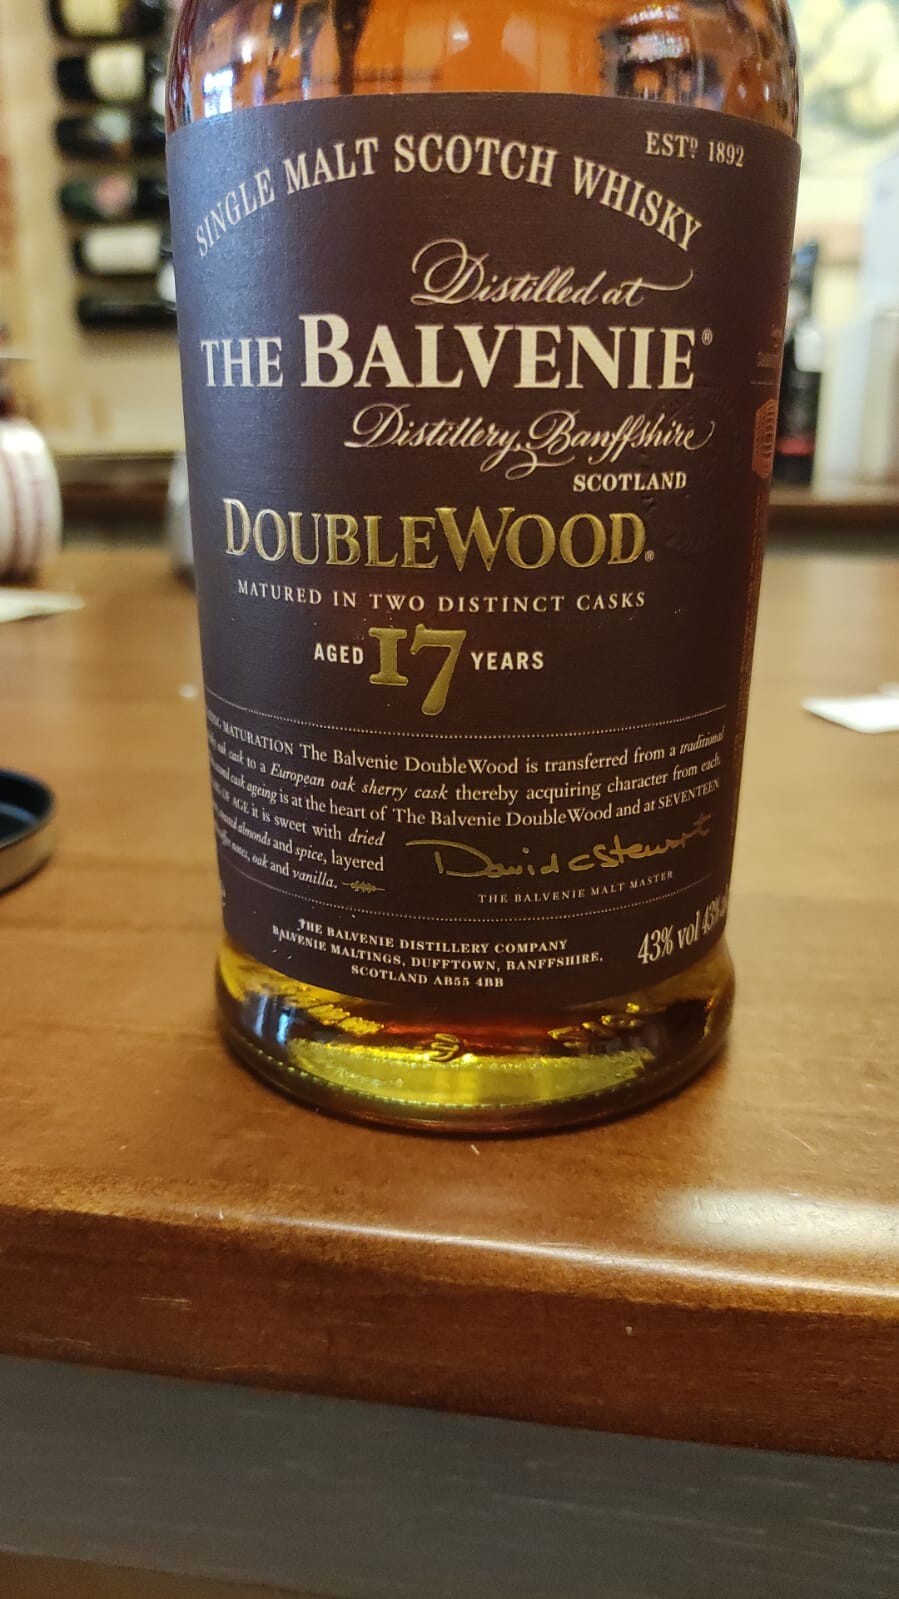 ESTD 1892
SINGLE MALT SCOTCH WHISKY
Distilled at
THE BALVENIE®
Distillery, Banffshire
SCOTLAND
DOUBLEWOOD®
MATURED IN TWO DISTINCT CASKS
AGED 17 YEARS
MATURATION The Balvenie DoubleWood is transferred from a traditional
oak cask to a European oak sherry cask thereby acquiring character from each.
cask ageing is at the heart of The Balvenie DoubleWood and at SEVENTEEN
OF AGE it is sweet with dried
almonds and spice, layered
notes, oak and vanilla.
David C Stewart
THE BALVENIE MALT MASTER
THE BALVENIE DISTILLERY COMPANY
BALVENIE MALTINGS, DUFFTOWN, BANFFSHIRE,
SCOTLAND AB55 4BB
43% vol 43%